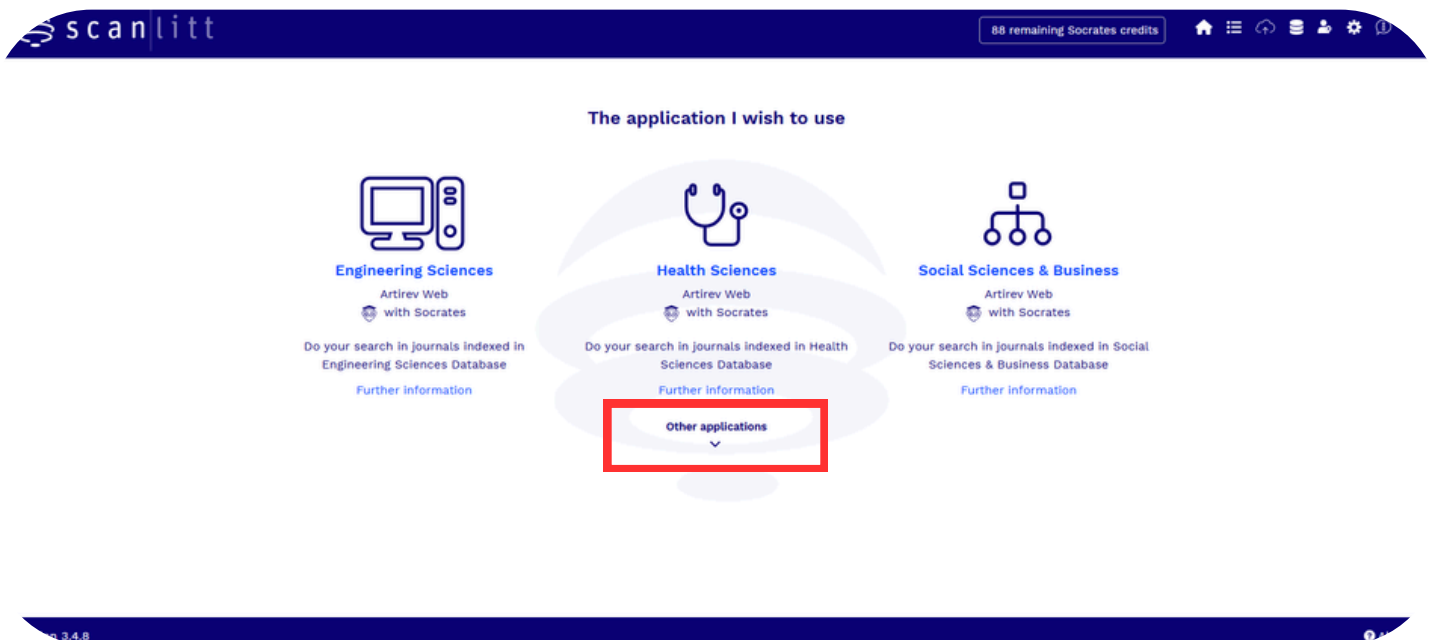 scanlitt
88 remaining Socrates credits
The application I wish to use
Engineering Sciences
Artirev Web
with Socrates
Do your search in journals indexed in
Engineering Sciences Database
Further information
Health Sciences
Artirev Web
with Socrates
Do your search in journals indexed in Health
Sciences Database
Further information
Social Sciences & Business
Artirev Web
with Socrates
Do your search in journals indexed in Social
Sciences & Business Database
Further information
Other applications
3.4.8